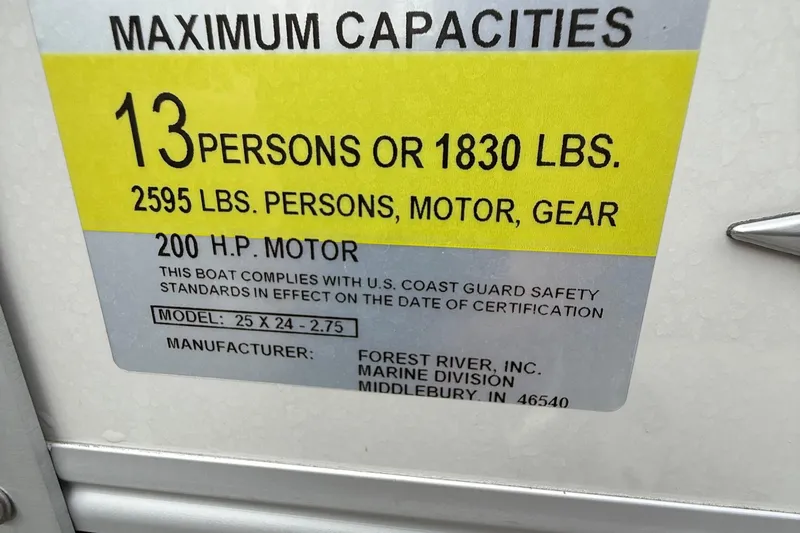 MAXIMUM CAPACITIES
13 PERSONS OR 1830 LBS.
2595 LBS. PERSONS, MOTOR, GEAR
200 H.P. MOTOR
THIS BOAT COMPLIES WITH U.S. COAST GUARD SAFETY
STANDARDS IN EFFECT ON THE DATE OF CERTIFICATION
MODEL: 25 X 24 - 2.75
MANUFACTURER: FOREST RIVER, INC.
MARINE DIVISION
MIDDLEBURY, IN 46540